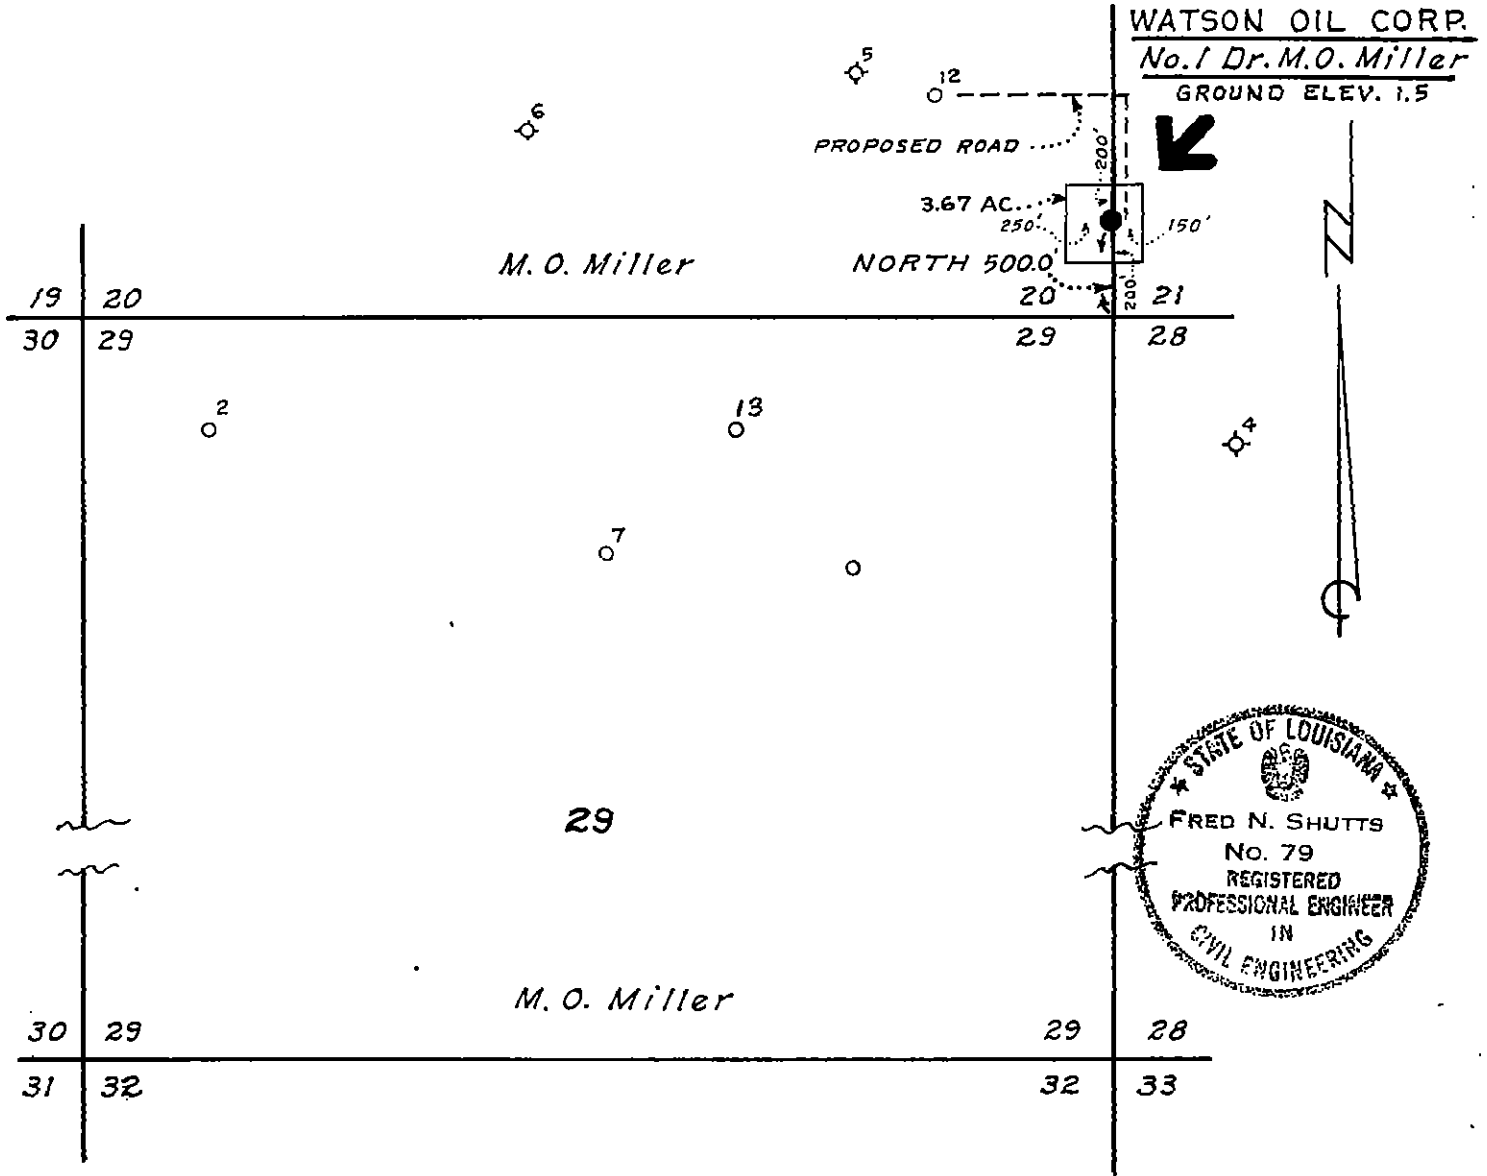 WATSON OIL CORP.
No. 1 Dr. M.O. Miller
GROUND ELEV. 1.5
5
12
6
PROPOSED ROAD
200'
3.67 AC.
250'
150'
M. O. Miller
NORTH 500.0'
200'
N
19 20
20 21
30 29
29 28
2
13
4
7
29
STATE OF LOUISIANA
FRED N. SHUTTS
No. 79
REGISTERED
PROFESSIONAL ENGINEER
IN
CIVIL ENGINEERING
M. O. Miller
30 29
29 28
31 32
32 33